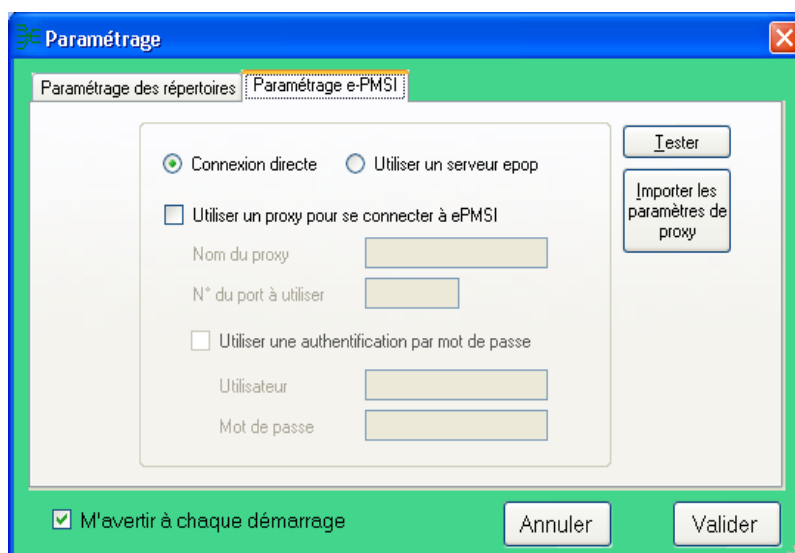 Paramétrage
Paramétrage des répertoires Paramétrage e-PMSI
Connexion directe Utiliser un serveur epop
Tester
Importer les
paramètres de
proxy
Utiliser un proxy pour se connecter à ePMSI
Nom du proxy
N° du port à utiliser
Utiliser une authentification par mot de passe
Utilisateur
Mot de passe
M'avertir à chaque démarrage Annuler Valider